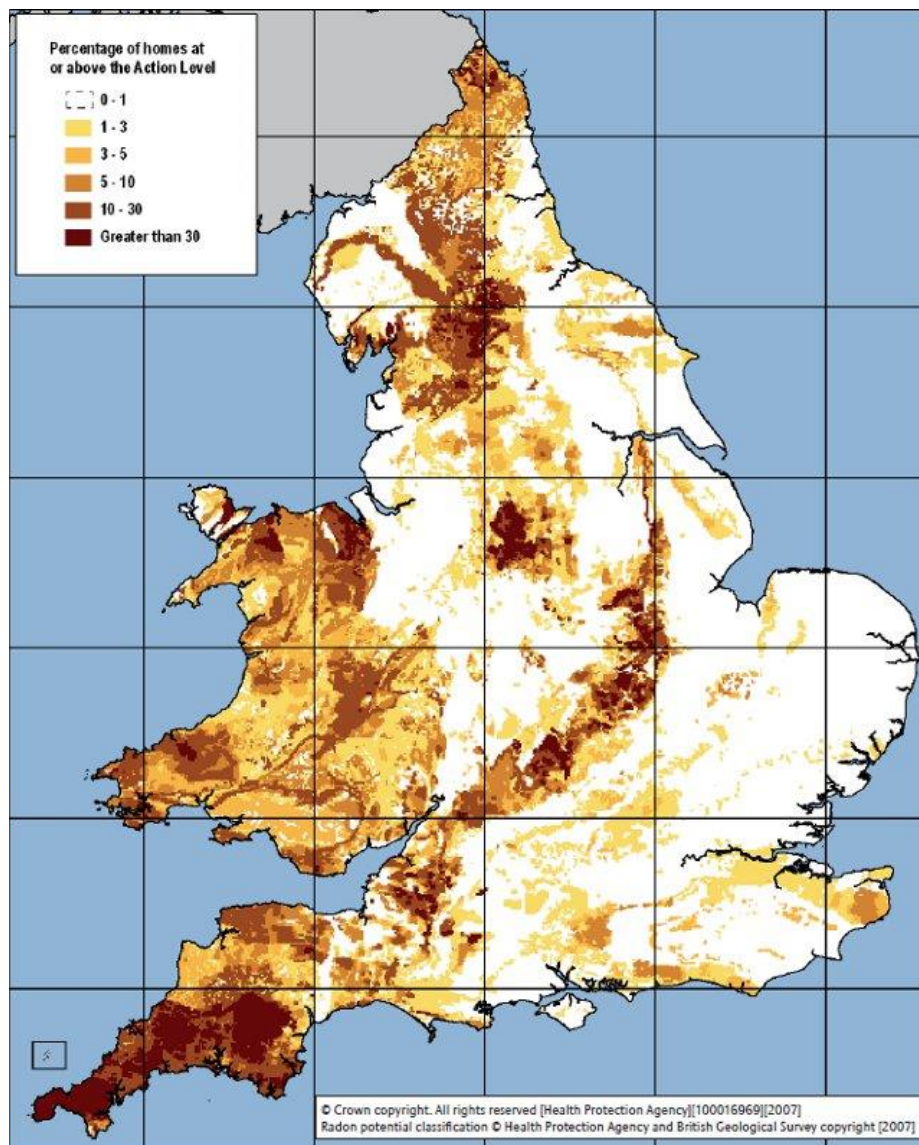 Percentage of homes at
or above the Action Level
0 - 1
1 - 3
3 - 5
5 - 10
10 - 30
Greater than 30
© Crown copyright. All rights reserved [Health Protection Agency][100016969][2007]
Radon potential classification © Health Protection Agency and British Geological Survey copyright [2007]